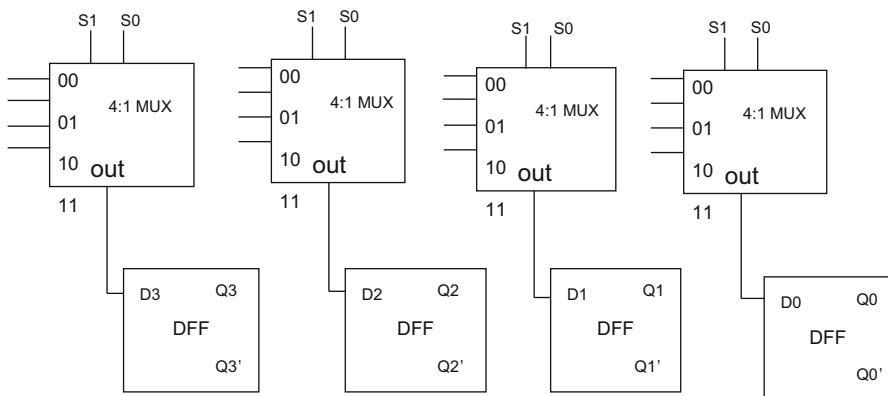 S1 S0
00
4:1 MUX
01
10 out
11
D3 Q3
DFF
Q3’
S1 S0
00
4:1 MUX
01
10 out
11
D2 Q2
DFF
Q2’
S1 S0
00
4:1 MUX
01
10 out
11
D1 Q1
DFF
Q1’
S1 S0
00
4:1 MUX
01
10 out
11
D0 Q0
DFF
Q0’